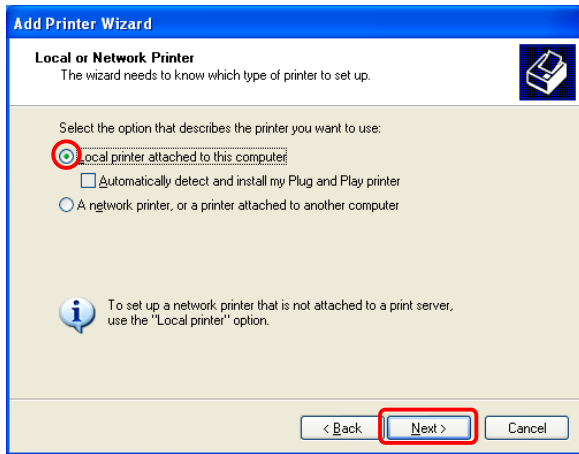 Add Printer Wizard
Local or Network Printer
The wizard needs to know which type of printer to set up.
Select the option that describes the printer you want to use:
Local printer attached to this computer
Automatically detect and install my Plug and Play printer
A network printer, or a printer attached to another computer
To set up a network printer that is not attached to a print server,
use the "Local printer" option.
< Back Next > Cancel